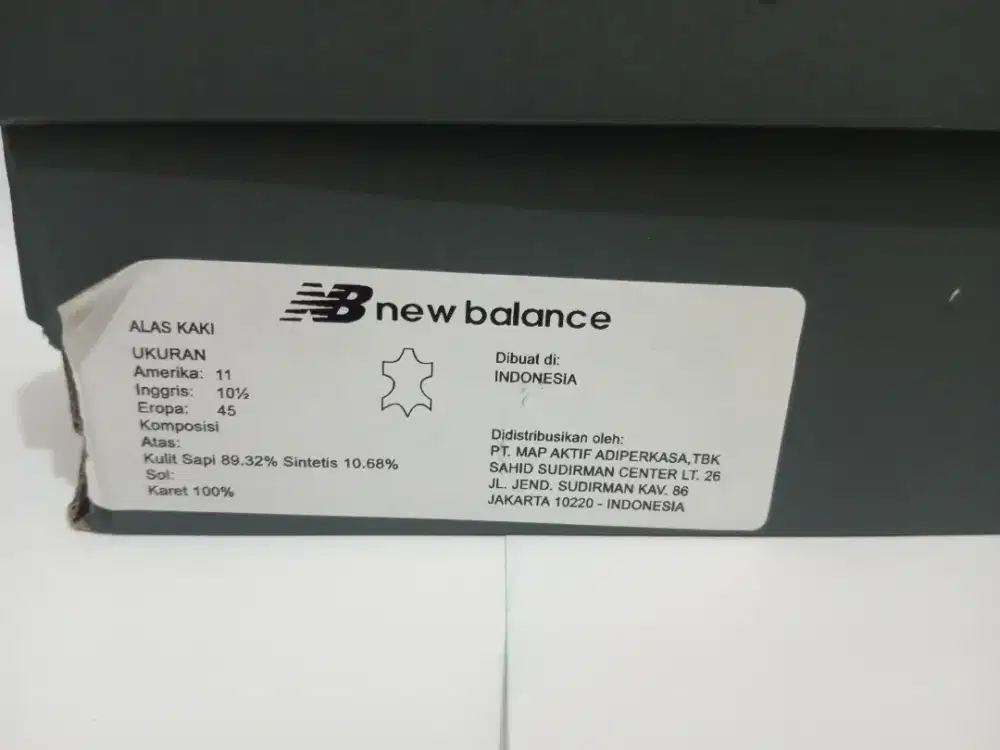 NB new balance
ALAS KAKI
UKURAN
Amerika: 11
Inggris: 10½
Eropa: 45
Komposisi
Atas:
Kulit Sapi 89.32% Sintetis 10.68%
Sol:
Karet 100%
Dibuat di:
INDONESIA
Didistribusikan oleh:
PT. MAP AKTIF ADIPERKASA,TBK
SAHID SUDIRMAN CENTER LT. 26
JL. JEND. SUDIRMAN KAV. 86
JAKARTA 10220 - INDONESIA